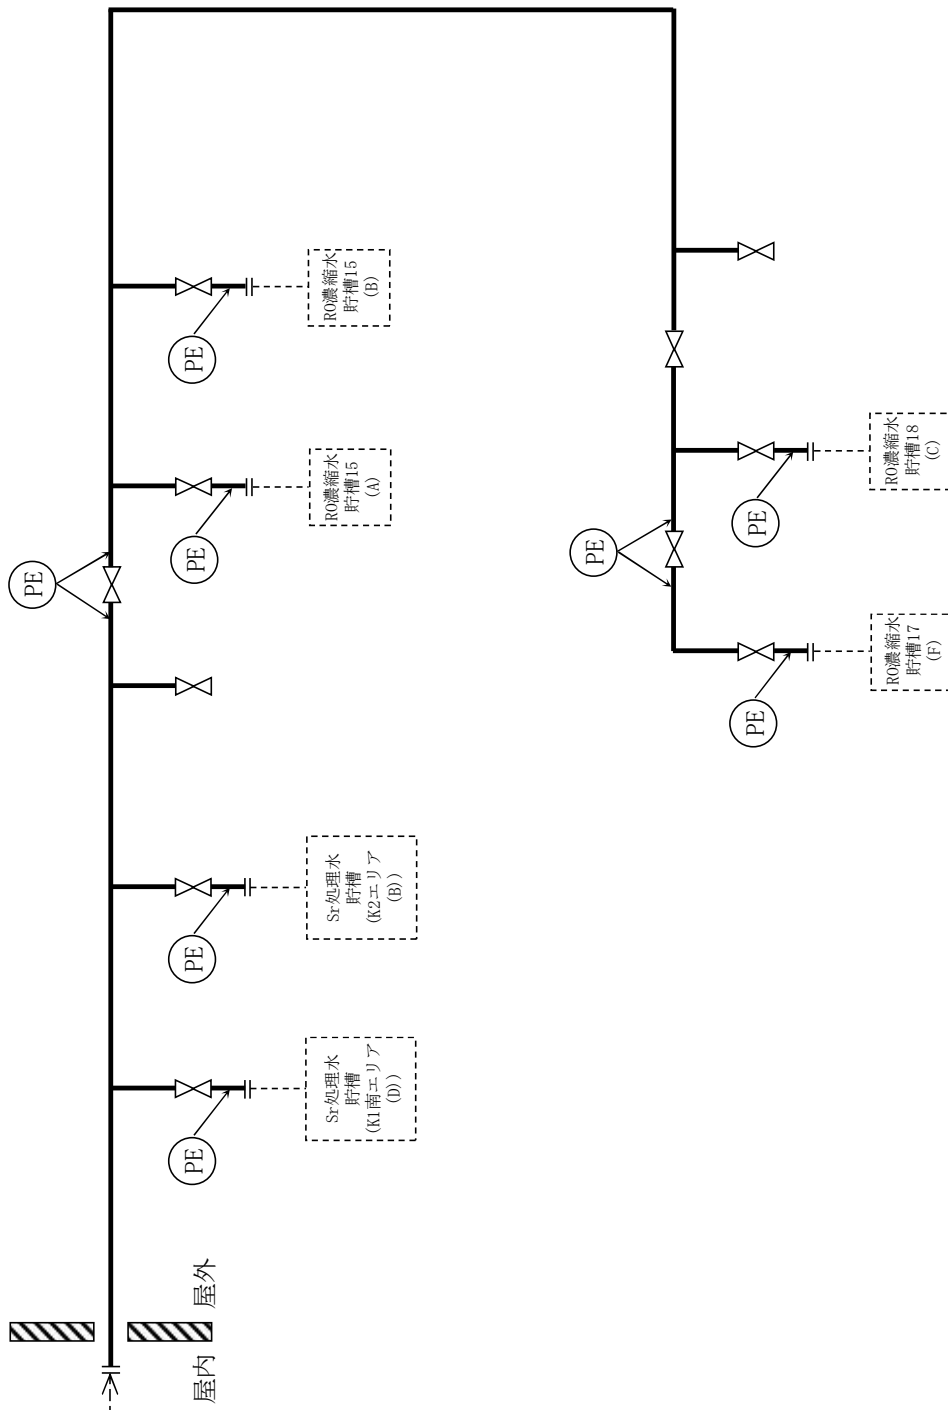 屋内
屋外
PE
Sr処理水
貯槽
(K1南エリア
(D))
PE
Sr処理水
貯槽
(K2エリア
(B))
PE
PE
RO濃縮水
貯槽15
(A)
PE
RO濃縮水
貯槽15
(B)
PE
RO濃縮水
貯槽17
(F)
PE
PE
RO濃縮水
貯槽18
(C)